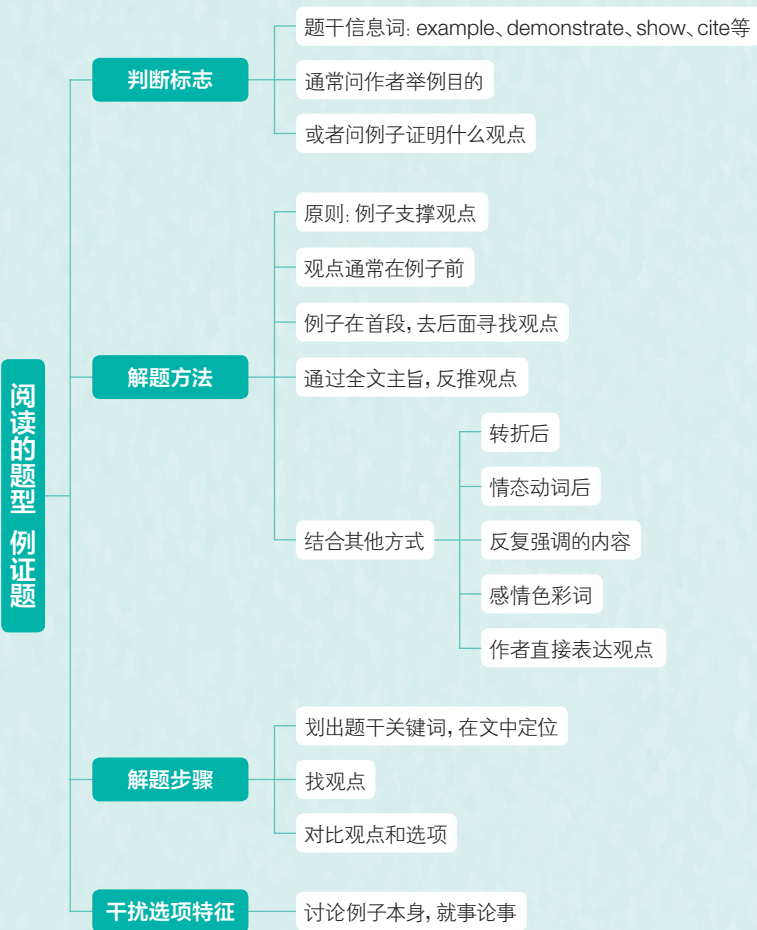 阅读的题型 例证题
判断标志
题干信息词: example、demonstrate、show、cite等
通常问作者举例目的
或者问例子证明什么观点
解题方法
原则: 例子支撑观点
观点通常在例子前
例子在首段,去后面寻找观点
通过全文主旨,反推观点
结合其他方式
转折后
情态动词后
反复强调的内容
感情色彩词
作者直接表达观点
解题步骤
划出题干关键词,在文中定位
找观点
对比观点和选项
干扰选项特征
讨论例子本身,就事论事